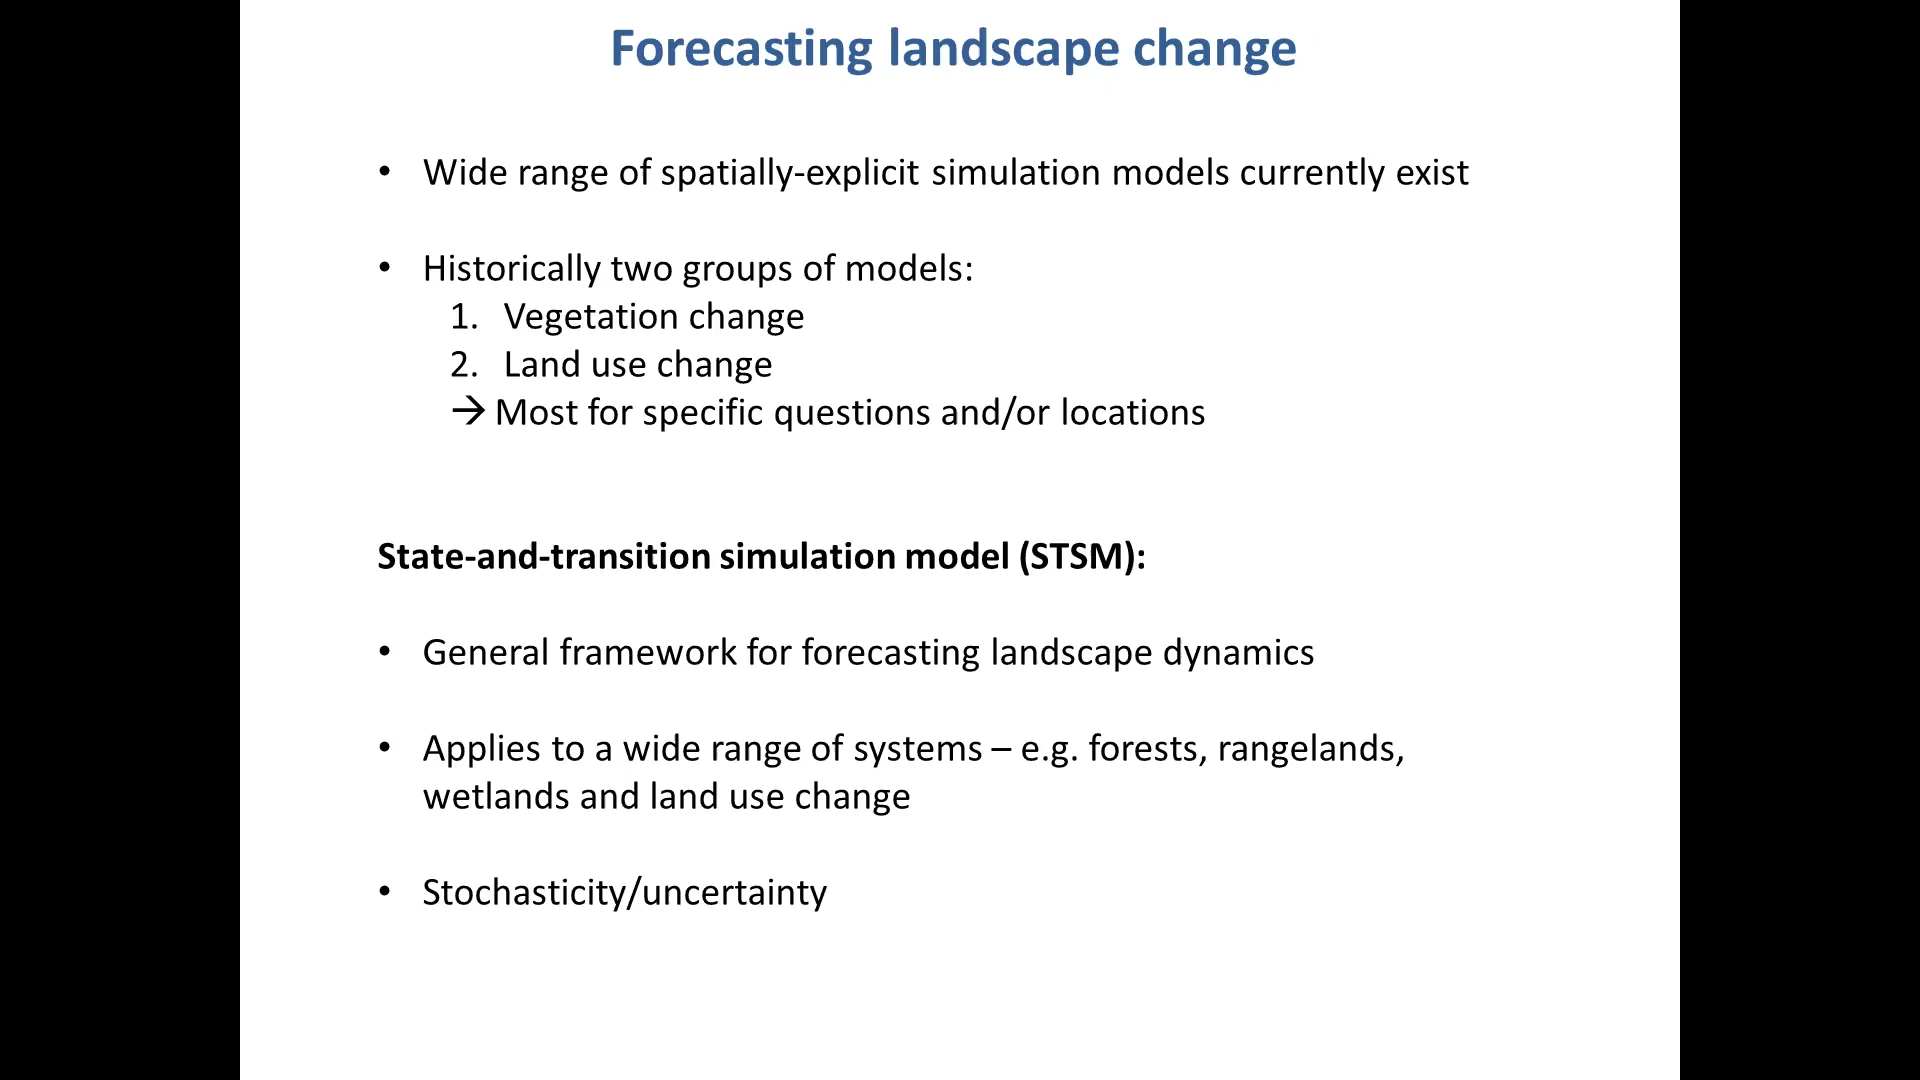 Forecasting landscape change
• Wide range of spatially-explicit simulation models currently exist
• Historically two groups of models:
1. Vegetation change
2. Land use change
→ Most for specific questions and/or locations
State-and-transition simulation model (STSM):
• General framework for forecasting landscape dynamics
• Applies to a wide range of systems – e.g. forests, rangelands,
wetlands and land use change
• Stochasticity/uncertainty